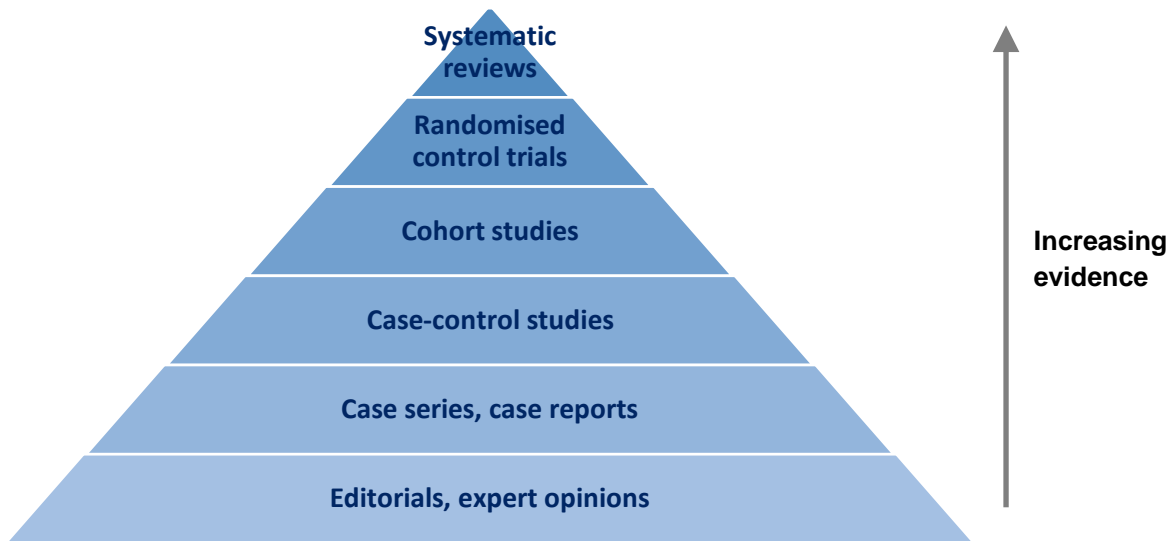 Systematic
reviews
Randomised
control trials
Cohort studies
Increasing
evidence
Case-control studies
Case series, case reports
Editorials, expert opinions